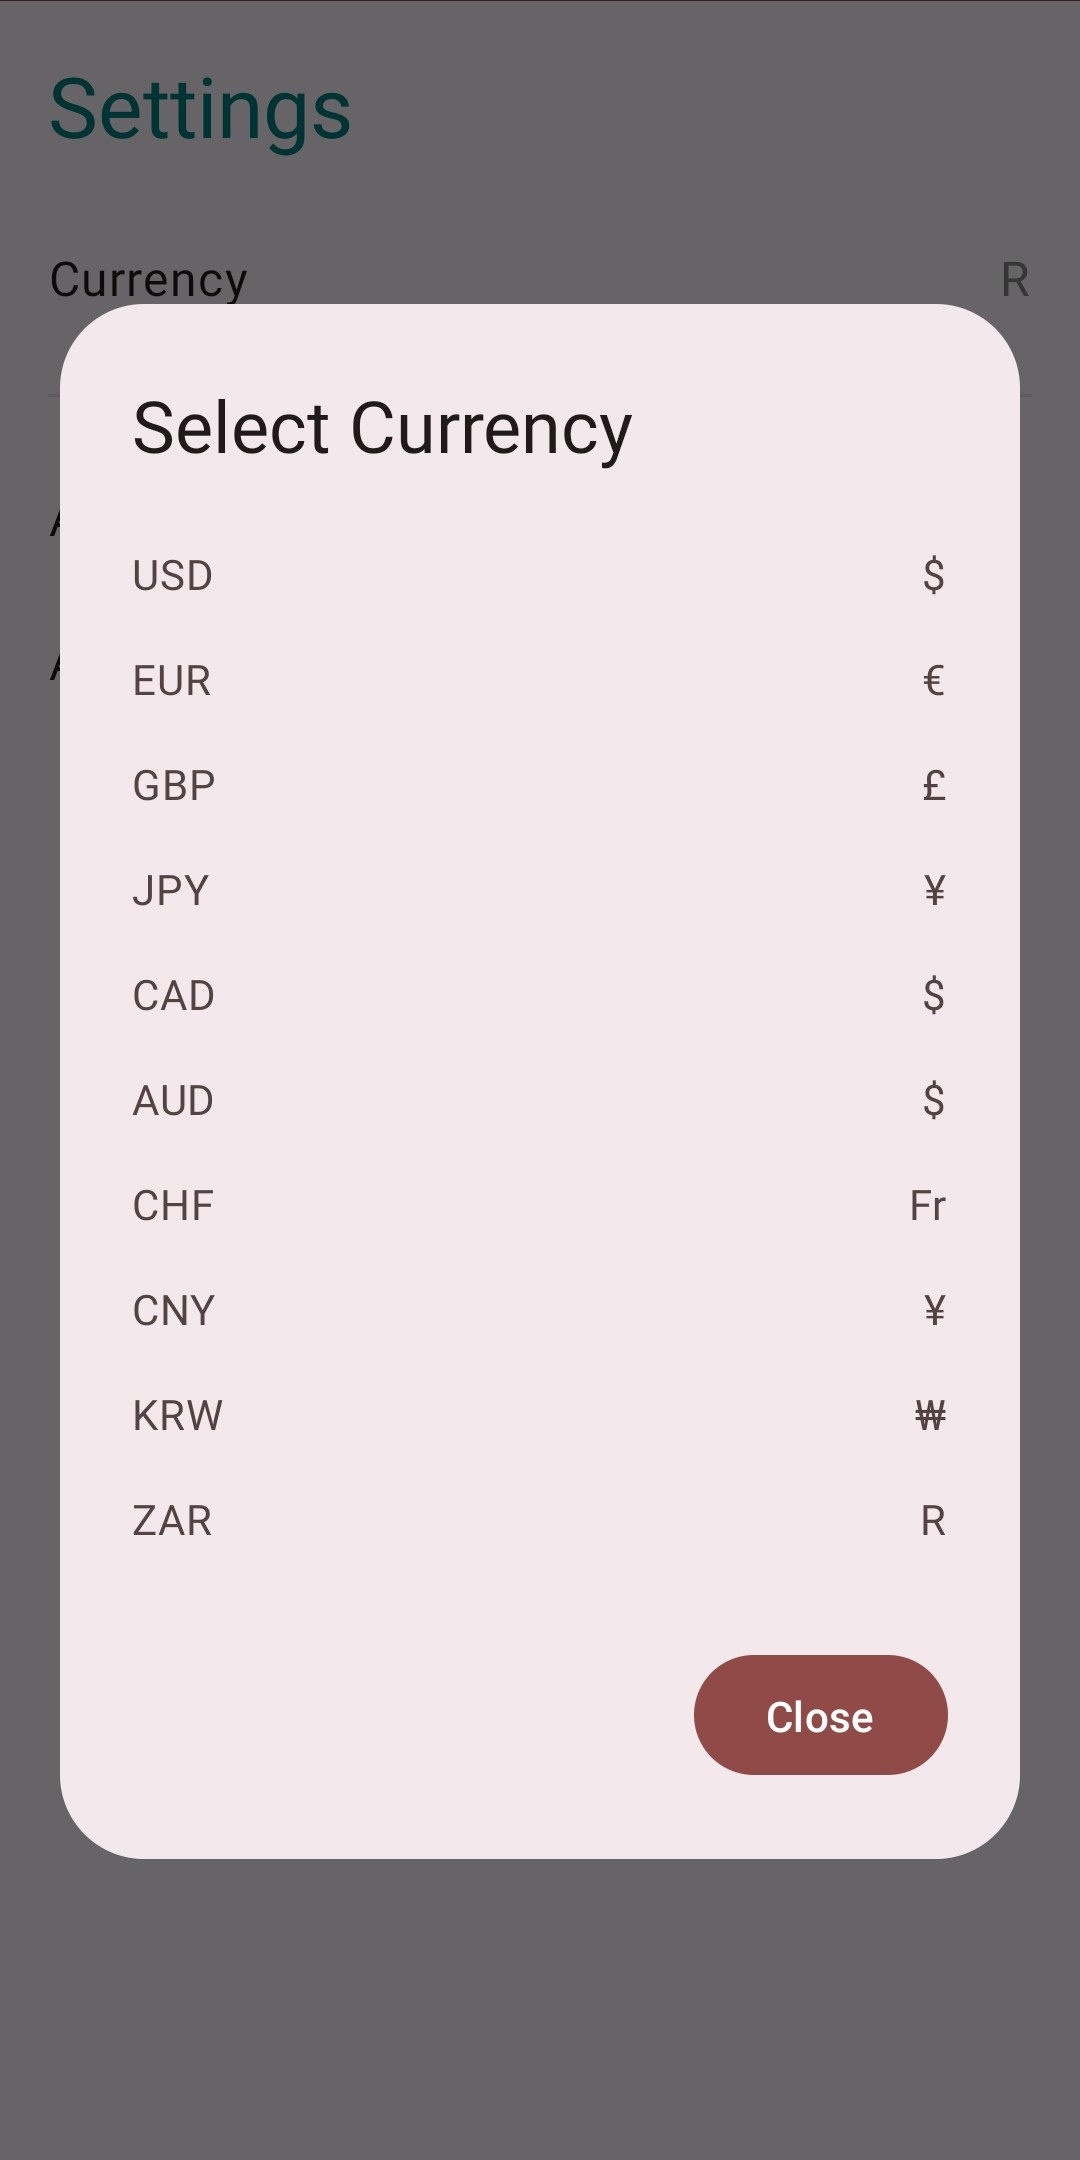 Settings
Currency R
Select Currency
USD $
EUR €
GBP £
JPY ¥
CAD $
AUD $
CHF Fr
CNY ¥
KRW ₩
ZAR R
Close